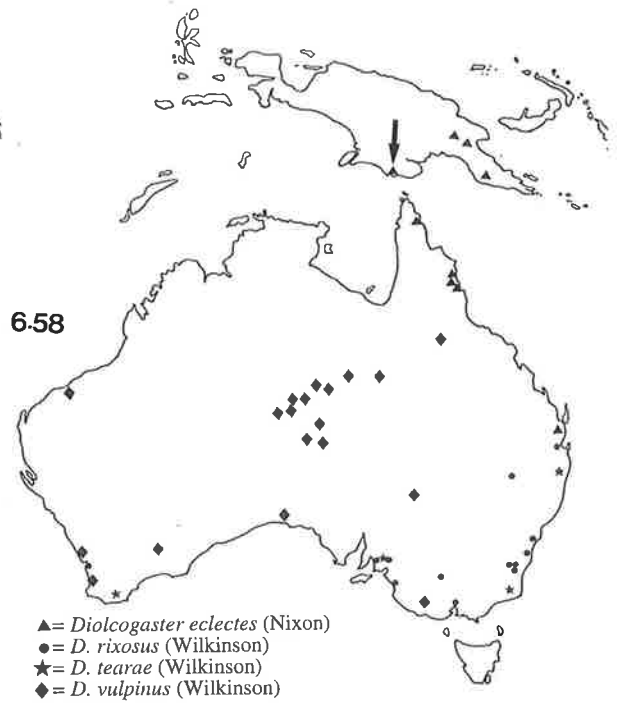 6·58
▲= Diolcogaster eclectes (Nixon)
●= D. rixosus (Wilkinson)
★= D. tearae (Wilkinson)
◆= D. vulpinus (Wilkinson)